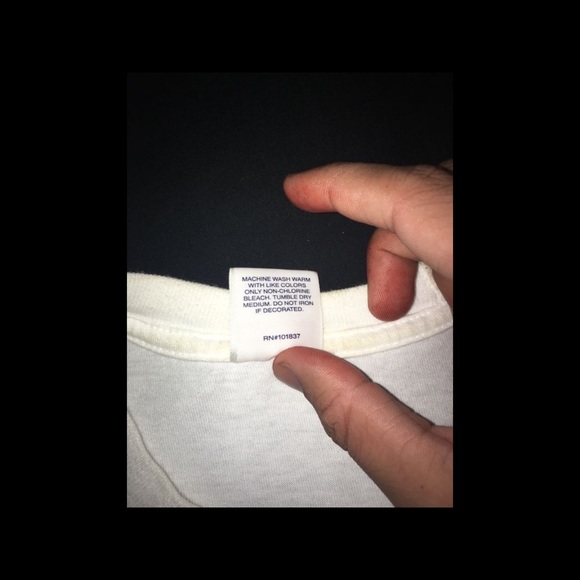 MACHINE WASH WARM
WITH LIKE COLORS
ONLY NON-CHLORINE
BLEACH. TUMBLE DRY
MEDIUM. DO NOT IRON
IF DECORATED.
RN#101837